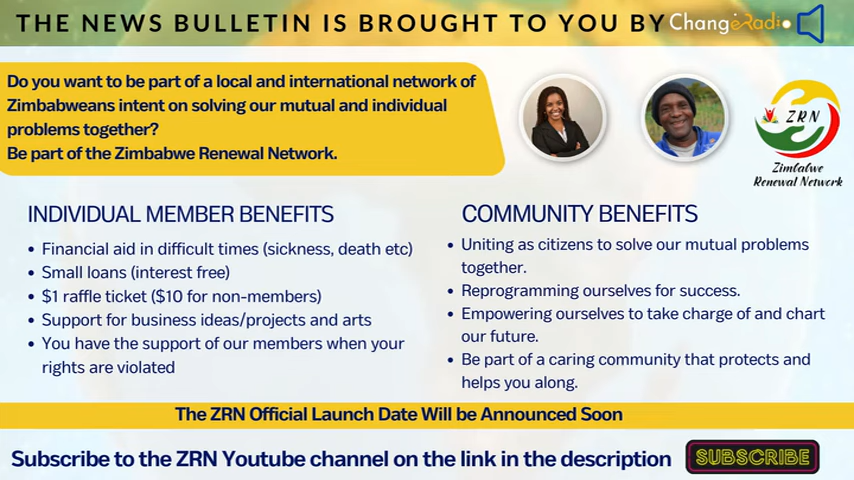 THE NEWS BULLETIN IS BROUGHT TO YOU BY ChangeRadio
Do you want to be part of a local and international network of
Zimbabweans intent on solving our mutual and individual
problems together?
Be part of the Zimbabwe Renewal Network.
ZRN
Zimbabwe
Renewal Network
INDIVIDUAL MEMBER BENEFITS
• Financial aid in difficult times (sickness, death etc)
• Small loans (interest free)
• $1 raffle ticket ($10 for non-members)
• Support for business ideas/projects and arts
• You have the support of our members when your
rights are violated
COMMUNITY BENEFITS
• Uniting as citizens to solve our mutual problems
together.
• Reprogramming ourselves for success.
• Empowering ourselves to take charge of and chart
our future.
• Be part of a caring community that protects and
helps you along.
The ZRN Official Launch Date Will be Announced Soon
Subscribe to the ZRN Youtube channel on the link in the description
SUBSCRIBE